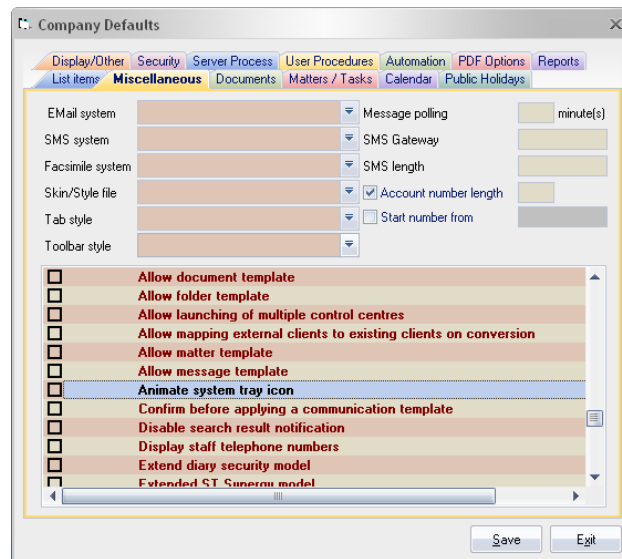 Company Defaults
Display/Other Security Server Process User Procedures Automation PDF Options Reports
List items Miscellaneous Documents Matters / Tasks Calendar Public Holidays
EMail system Message polling minute(s)
SMS system SMS Gateway
Facsimile system SMS length
Skin/Style file Account number length
Tab style Start number from
Toolbar style
Allow document template
Allow folder template
Allow launching of multiple control centres
Allow mapping external clients to existing clients on conversion
Allow matter template
Allow message template
Animate system tray icon
Confirm before applying a communication template
Disable search result notification
Display staff telephone numbers
Extend diary security model
Extended ST Synergy model
Save Exit